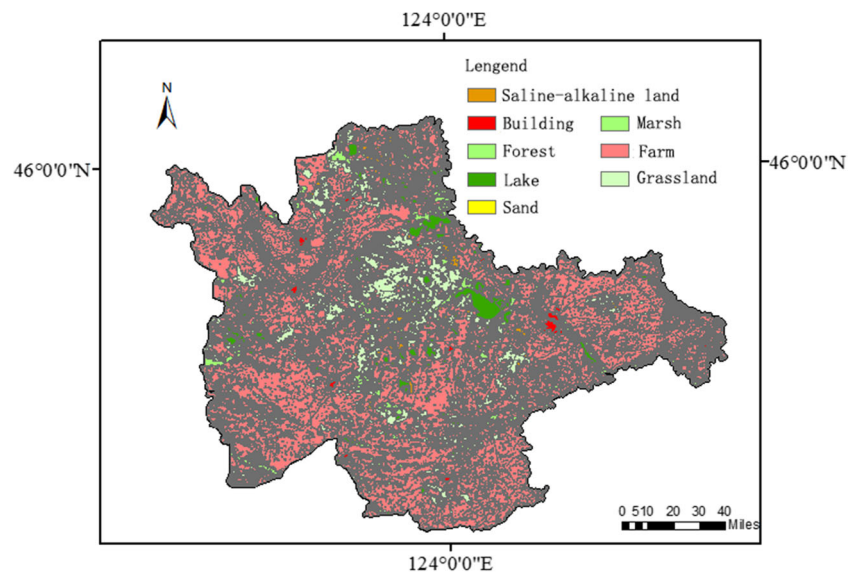 124°0'0"E
Lengend
N
Saline-alkaline land
Building
Marsh
46°0'0"N
46°0'0"N
Forest
Farm
Lake
Grassland
Sand
0 5 10 20 30 40
Miles
124°0'0"E